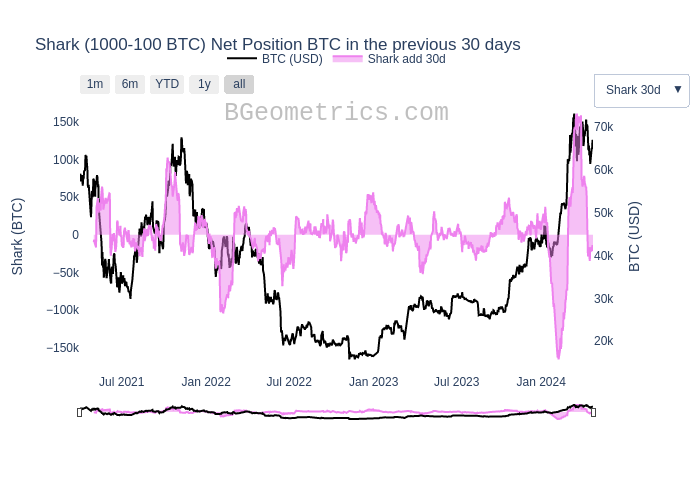 Shark (1000-100 BTC) Net Position BTC in the previous 30 days
BTC (USD) Shark add 30d
1m 6m YTD 1y all
Shark 30d ▼
BGeometrics.com
150k
100k
50k
0
−50k
−100k
−150k
Shark (BTC)
70k
60k
50k
40k
30k
20k
BTC (USD)
Jul 2021 Jan 2022 Jul 2022 Jan 2023 Jul 2023 Jan 2024